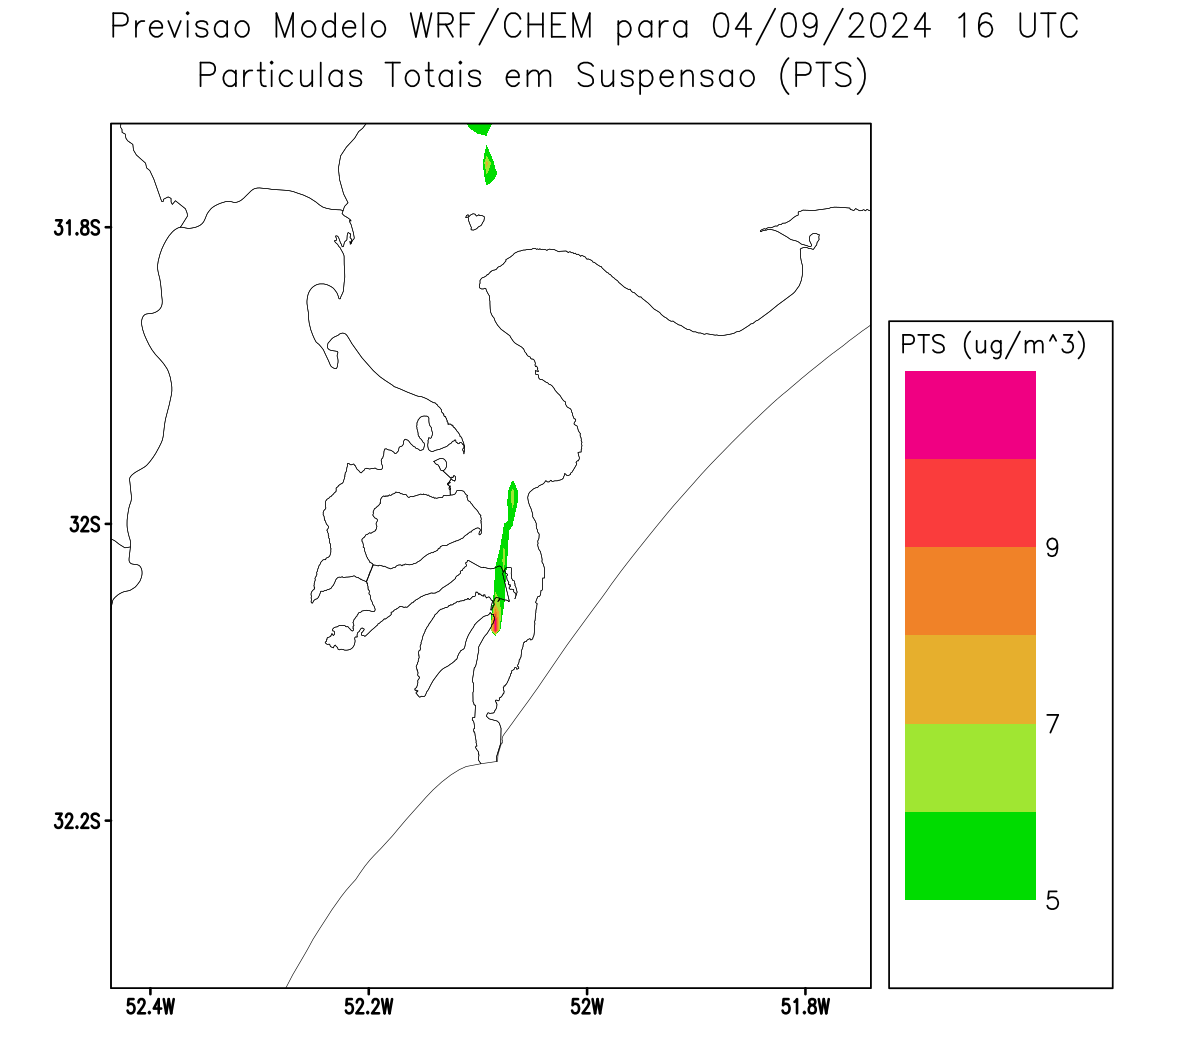 Previsao Modelo WRF/CHEM para 04/09/2024 16 UTC
Particulas Totais em Suspensao (PTS)
31.8S
32S
32.2S
52.4W
52.2W
52W
51.8W
PTS (ug/m^3)
9
7
5